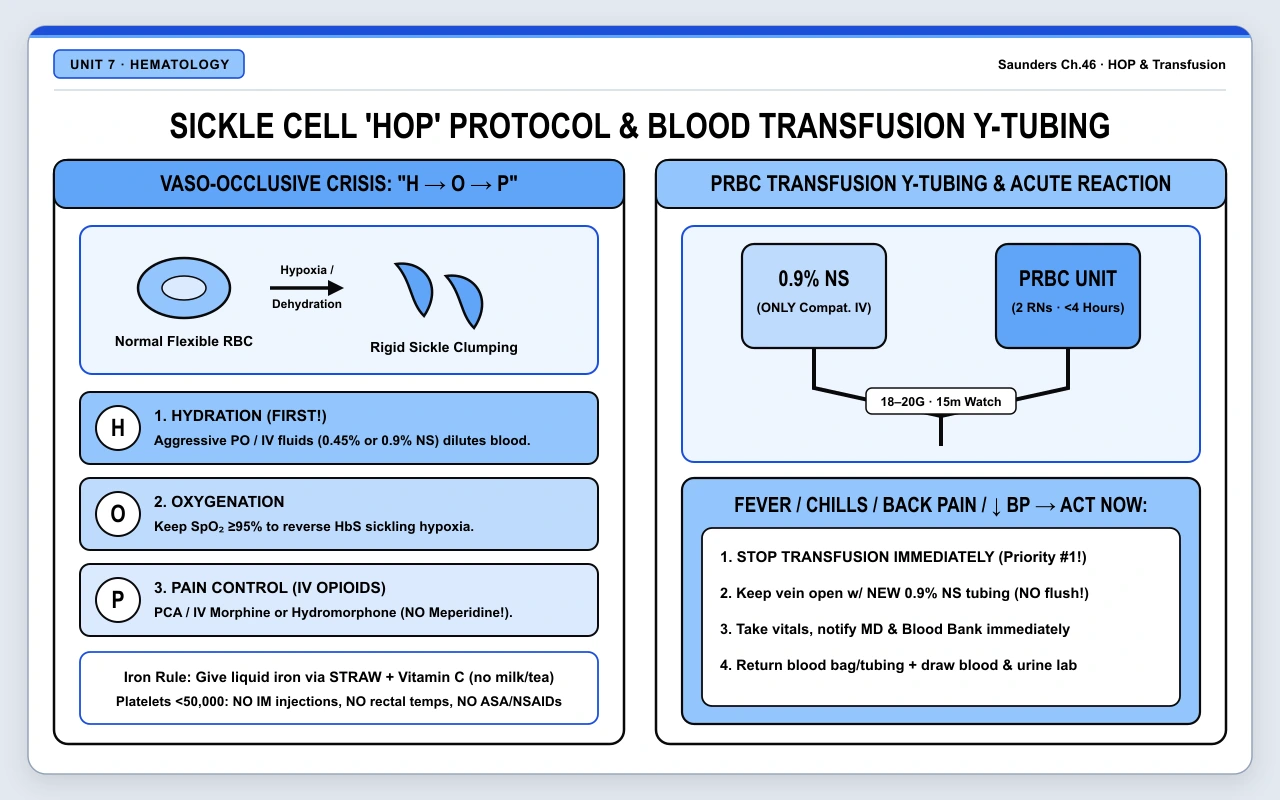 UNIT 7 · HEMATOLOGY
Saunders Ch.46 · HOP & Transfusion
SICKLE CELL 'HOP' PROTOCOL & BLOOD TRANSFUSION Y-TUBING
VASO-OCCLUSIVE CRISIS: "H → O → P"
Hypoxia /
Dehydration
Normal Flexible RBC
Rigid Sickle Clumping
H
1. HYDRATION (FIRST!)
Aggressive PO / IV fluids (0.45% or 0.9% NS) dilutes blood.
O
2. OXYGENATION
Keep SpO₂ ≥95% to reverse HbS sickling hypoxia.
P
3. PAIN CONTROL (IV OPIOIDS)
PCA / IV Morphine or Hydromorphone (NO Meperidine!).
Iron Rule: Give liquid iron via STRAW + Vitamin C (no milk/tea)
Platelets <50,000: NO IM injections, NO rectal temps, NO ASA/NSAIDs
PRBC TRANSFUSION Y-TUBING & ACUTE REACTION
0.9% NS
(ONLY Compat. IV)
PRBC UNIT
(2 RNs · <4 Hours)
18–20G · 15m Watch
FEVER / CHILLS / BACK PAIN / ↓ BP → ACT NOW:
1. STOP TRANSFUSION IMMEDIATELY (Priority #1!)
2. Keep vein open w/ NEW 0.9% NS tubing (NO flush!)
3. Take vitals, notify MD & Blood Bank immediately
4. Return blood bag/tubing + draw blood & urine lab